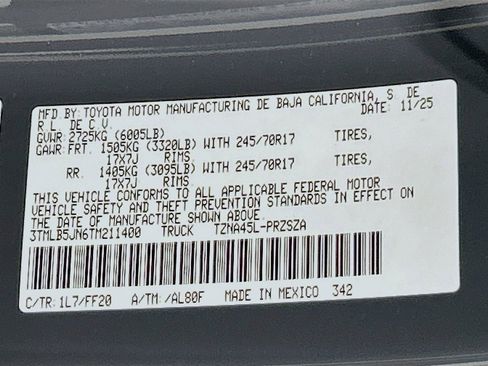 MFD BY: TOYOTA MOTOR MANUFACTURING DE BAJA CALIFORNIA, S. DE
R.L. DE C.V. DATE: 11/25
GVWR: 2725KG (6005LB)
GAWR: FRT. 1505KG (3320LB) WITH 245/70R17 TIRES,
17X7J RIMS,
RR. 1405KG (3095LB) WITH 245/70R17 TIRES,
17X7J RIMS.
THIS VEHICLE CONFORMS TO ALL APPLICABLE FEDERAL MOTOR
VEHICLE SAFETY AND THEFT PREVENTION STANDARDS IN EFFECT ON
THE DATE OF MANUFACTURE SHOWN ABOVE.
3TMLB5JN6TM211400 TRUCK TZNA45L-PRZSZA
C/TR: 1L7/FF20 A/TM: /AL80F MADE IN MEXICO 342